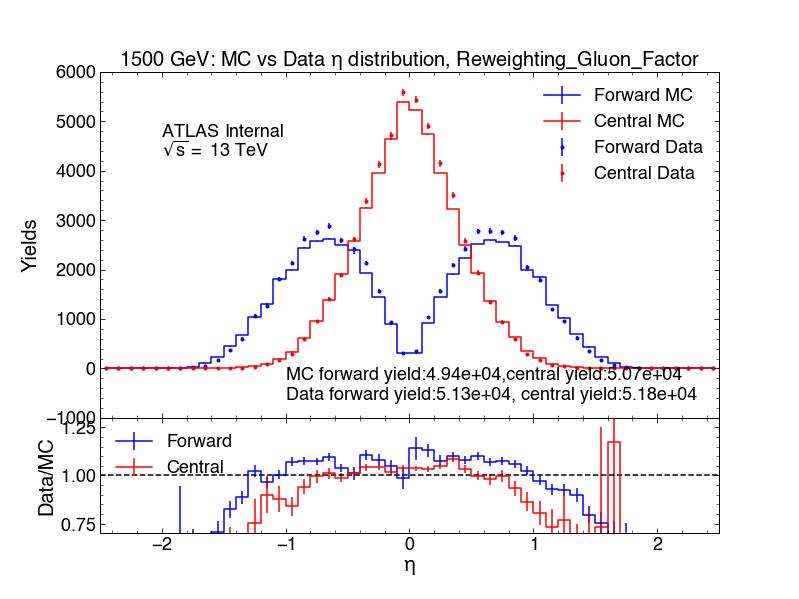 1500 GeV: MC vs Data η distribution, Reweighting_Gluon_Factor
6000
5000
4000
3000
2000
1000
0
−1000
Yields
ATLAS Internal
√s = 13 TeV
Forward MC
Central MC
Forward Data
Central Data
MC forward yield:4.94e+04,central yield:5.07e+04
Data forward yield:5.13e+04, central yield:5.18e+04
1.25
1.00
0.75
Data/MC
Forward
Central
−2
−1
0
1
2
η